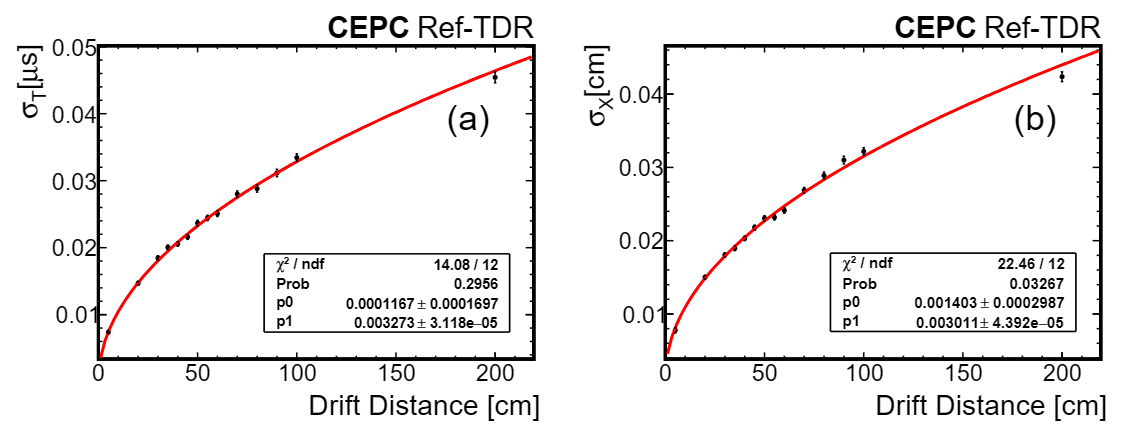 CEPC Ref-TDR
σT[μs]
0.05
0.04
0.03
0.02
0.01
(a)
χ² / ndf 14.08 / 12
Prob 0.2956
p0 0.0001167 ± 0.0001697
p1 0.003273 ± 3.118e−05
0 50 100 150 200
Drift Distance [cm]
CEPC Ref-TDR
σX[cm]
0.04
0.03
0.02
0.01
(b)
χ² / ndf 22.46 / 12
Prob 0.03267
p0 0.001403 ± 0.0002987
p1 0.003011 ± 4.392e−05
0 50 100 150 200
Drift Distance [cm]